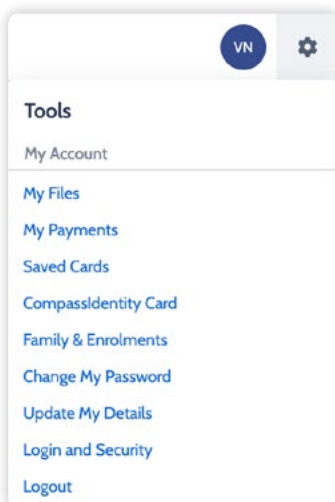 VN
Tools
My Account
My Files
My Payments
Saved Cards
CompassIdentity Card
Family & Enrolments
Change My Password
Update My Details
Login and Security
Logout